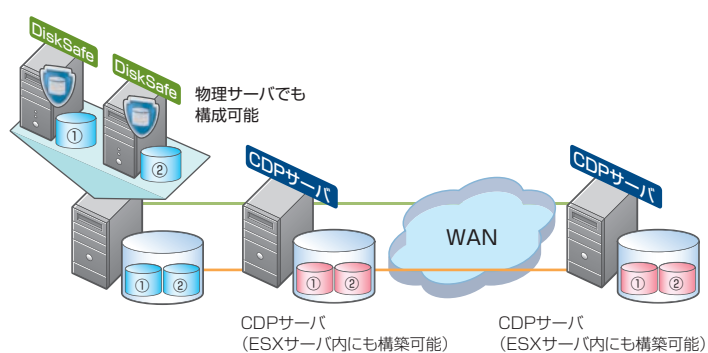 DiskSafe
DiskSafe
物理サーバでも
構成可能
①
②
CDPサーバ
CDPサーバ
WAN
① ②
① ②
① ②
CDPサーバ
（ESXサーバ内にも構築可能）
CDPサーバ
（ESXサーバ内にも構築可能）